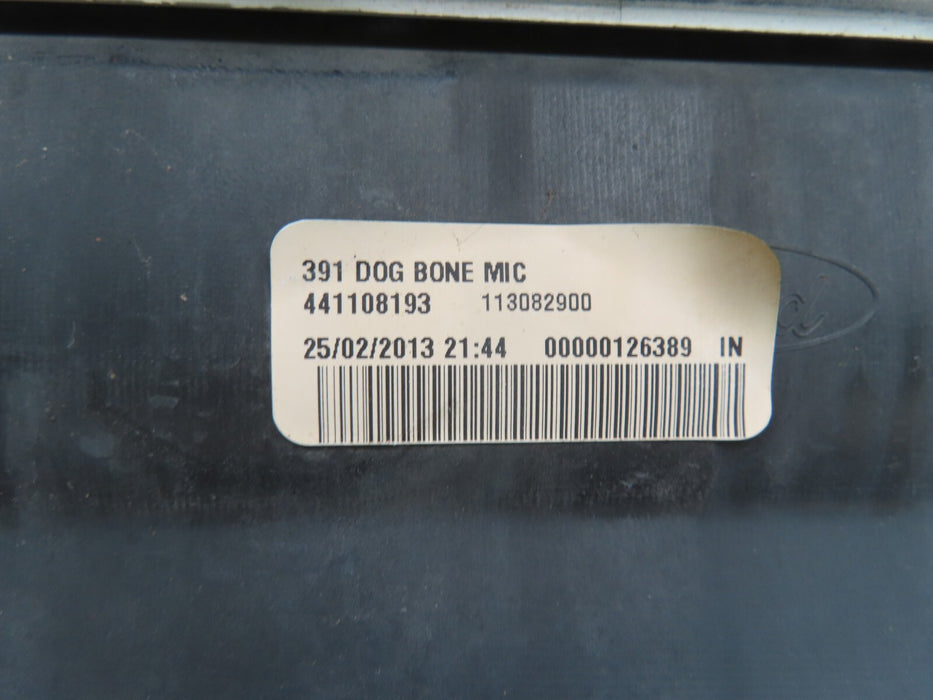 391 DOG BONE MIC
441108193 113082900
25/02/2013 21:44 00000126389 IN